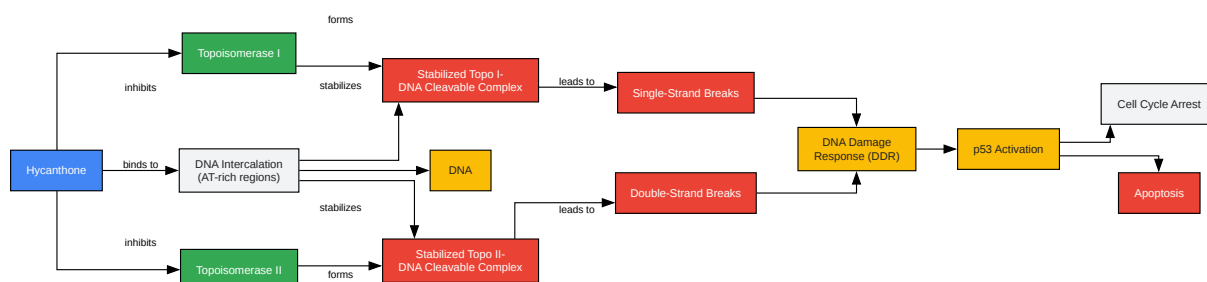 forms
Topoisomerase I
inhibits
stabilizes
Stabilized Topo I-
DNA Cleavable Complex
leads to
Single-Strand Breaks
Cell Cycle Arrest
DNA Damage
Response (DDR)
p53 Activation
Hycanthone
binds to
DNA Intercalation
(AT-rich regions)
DNA
Double-Strand Breaks
Apoptosis
stabilizes
leads to
inhibits
Topoisomerase II
forms
Stabilized Topo II-
DNA Cleavable Complex